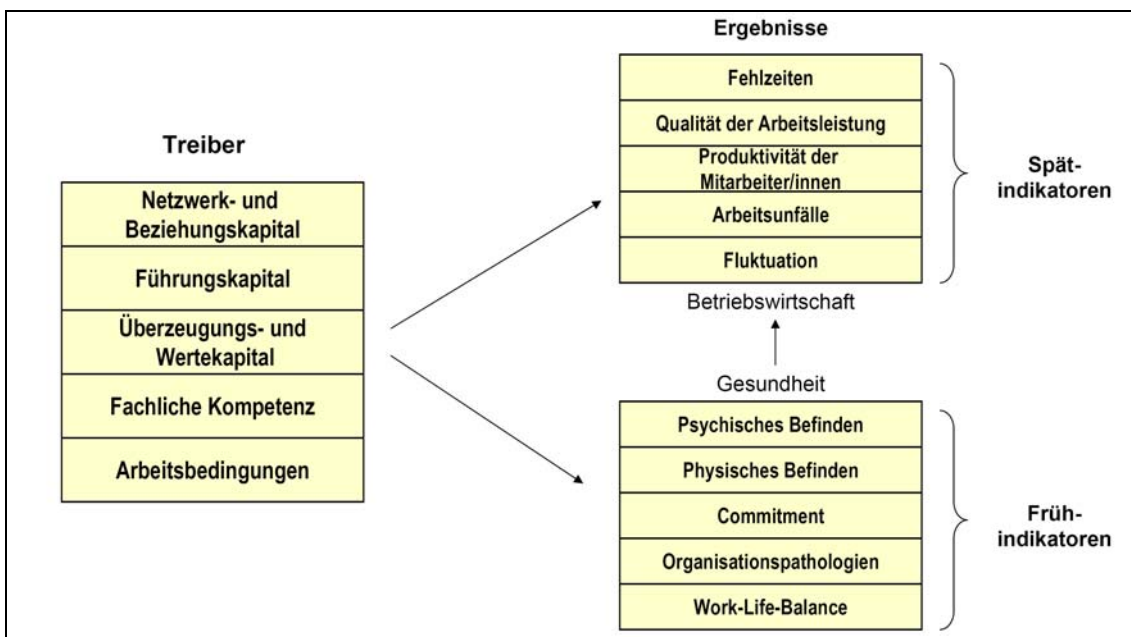 Treiber
Netzwerk- und
Beziehungskapital
Führungskapital
Überzeugungs- und
Wertekapital
Fachliche Kompetenz
Arbeitsbedingungen
Ergebnisse
Fehlzeiten
Qualität der Arbeitsleistung
Produktivität der
Mitarbeiter/innen
Arbeitsunfälle
Fluktuation
Spät-
indikatoren
Betriebswirtschaft
Gesundheit
Psychisches Befinden
Physisches Befinden
Commitment
Organisationspathologien
Work-Life-Balance
Früh-
indikatoren